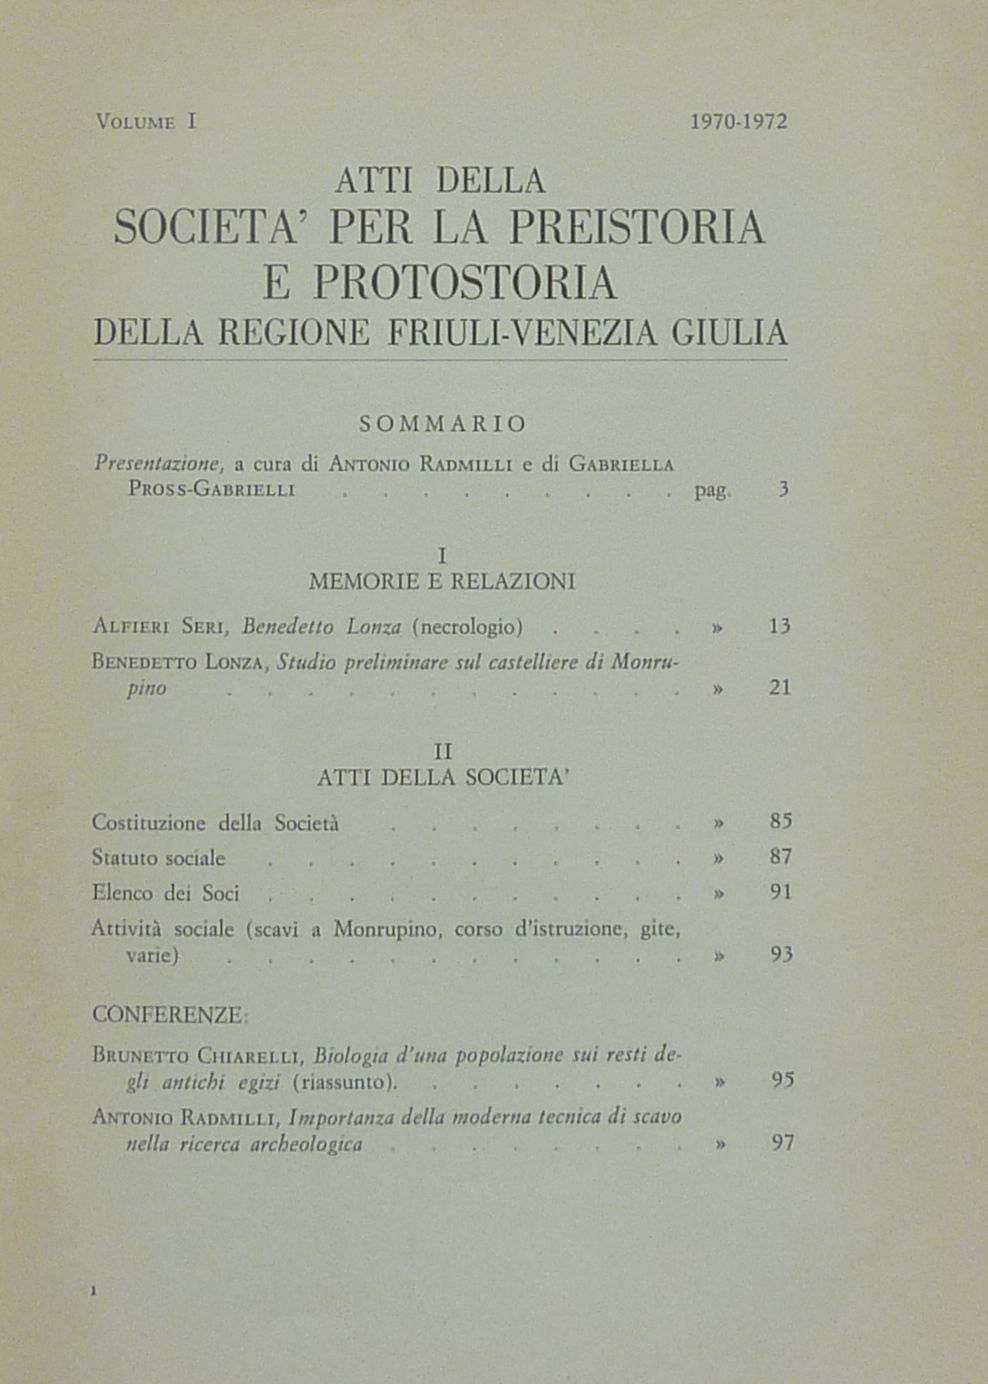 VOLUME I 1970-1972
ATTI DELLA
SOCIETA' PER LA PREISTORIA
E PROTOSTORIA
DELLA REGIONE FRIULI-VENEZIA GIULIA
SOMMARIO
Presentazione, a cura di ANTONIO RADMILLI e di GABRIELLA
PROSS-GABRIELLI . . . . . . . . . pag. 3
I
MEMORIE E RELAZIONI
ALFIERI SERI, Benedetto Lonza (necrologio) . . . . » 13
BENEDETTO LONZA, Studio preliminare sul castelliere di Monru-
pino . . . . . . . . . . . . » 21
II
ATTI DELLA SOCIETA'
Costituzione della Società . . . . . . . . » 85
Statuto sociale . . . . . . . . . . . » 87
Elenco dei Soci . . . . . . . . . . . » 91
Attività sociale (scavi a Monrupino, corso d'istruzione, gite,
varie) . . . . . . . . . . . . » 93
CONFERENZE:
BRUNETTO CHIARELLI, Biologia d'una popolazione sui resti de-
gli antichi egizi (riassunto). . . . . . . . » 95
ANTONIO RADMILLI, Importanza della moderna tecnica di scavo
nella ricerca archeologica . . . . . . . . » 97
1